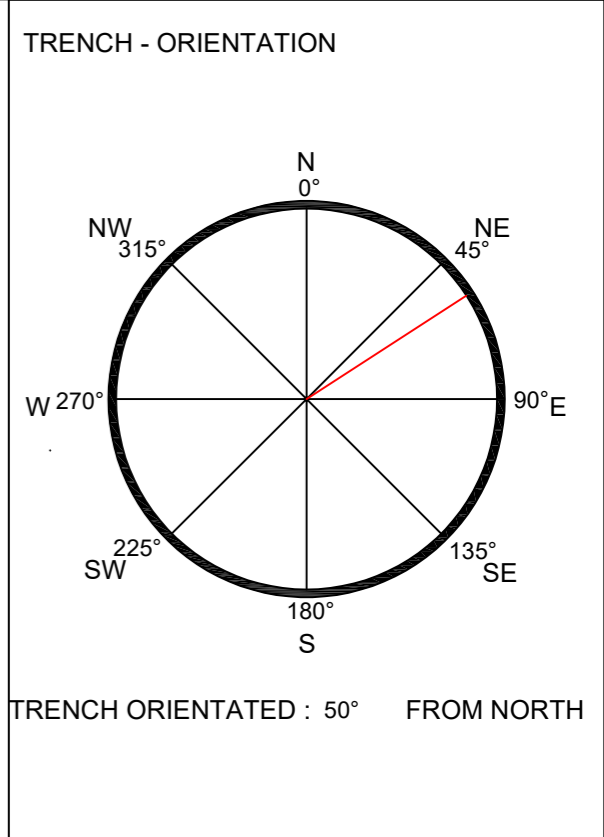 TRENCH - ORIENTATION
N
0°
NW
315°
NE
45°
W 270°
90° E
225°
SW
135°
SE
180°
S
TRENCH ORIENTATED : 50° FROM NORTH